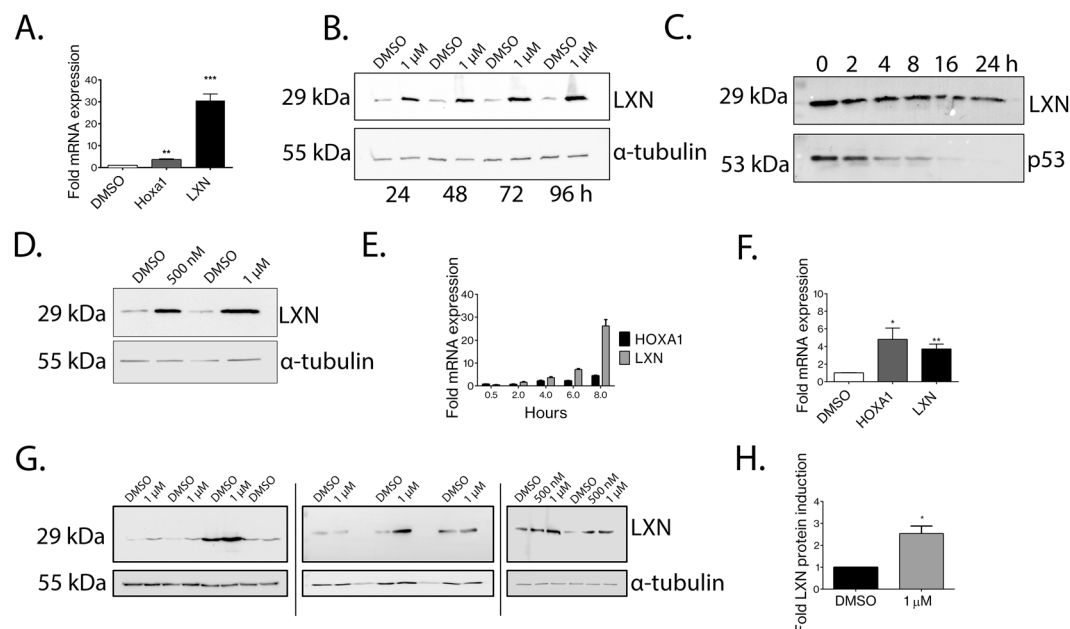 A.
Fold mRNA expression
40
30
20
10
0
DMSO
Hoxa1
LXN
**
***
B.
DMSO 1 µM DMSO 1 µM DMSO 1 µM DMSO 1 µM
29 kDa LXN
55 kDa α-tubulin
24 48 72 96 h
C.
0 2 4 8 16 24 h
29 kDa LXN
53 kDa p53
D.
DMSO 500 nM DMSO 1 µM
29 kDa LXN
55 kDa α-tubulin
E.
Fold mRNA expression
40
30
20
10
0
0.5 2.0 4.0 6.0 8.0
Hours
HOXA1
LXN
F.
Fold mRNA expression
10
8
6
4
2
0
DMSO
HOXA1
LXN
*
**
G.
DMSO 1 µM DMSO 1 µM DMSO 1 µM DMSO
DMSO 1 µM DMSO 1 µM DMSO 1 µM
DMSO 500 nM 1 µM DMSO 500 nM 1 µM
29 kDa LXN
55 kDa α-tubulin
H.
Fold LXN protein induction
4
3
2
1
0
*
DMSO 1 µM